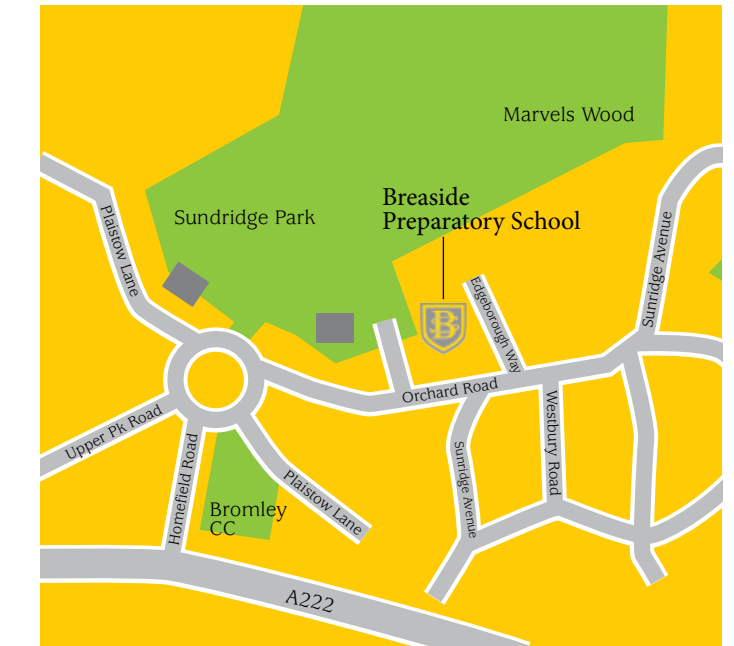 Marvels Wood
Breaside
Preparatory School
Sundridge Park
Plaistow Lane
Sunridge Avenue
Edgeborough Way
Orchard Road
Upper Pk Road
Homefield Road
Westbury Road
Sunridge Avenue
Plaistow Lane
Bromley
CC
A222
BS